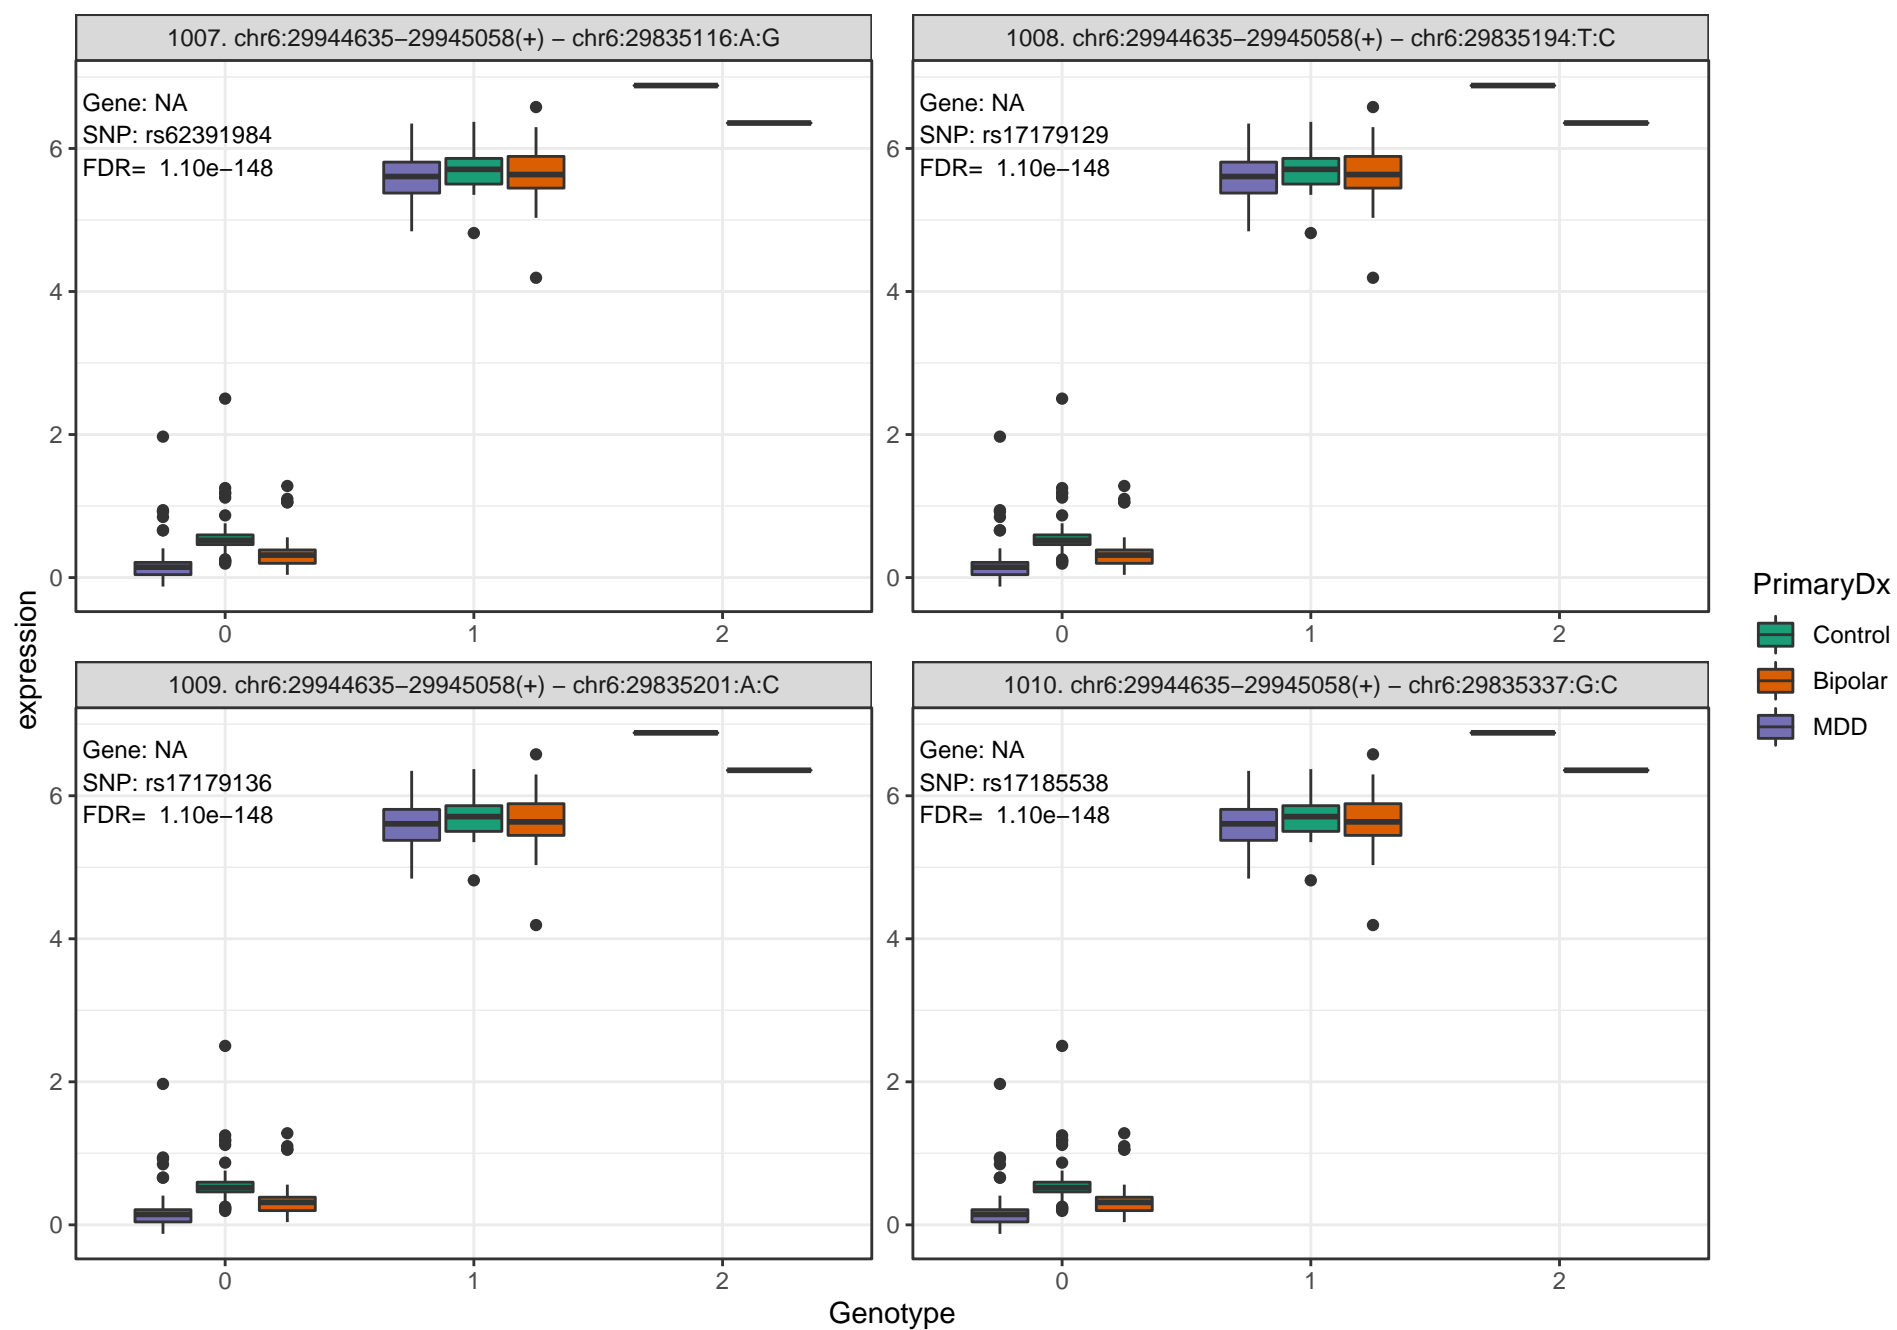 1007. chr6:29944635−29945058(+) − chr6:29835116:A:G
Gene: NA
SNP: rs62391984
FDR= 1.10e−148
6
4
2
0
0 1 2
1008. chr6:29944635−29945058(+) − chr6:29835194:T:C
Gene: NA
SNP: rs17179129
FDR= 1.10e−148
6
4
2
0
0 1 2
1009. chr6:29944635−29945058(+) − chr6:29835201:A:C
Gene: NA
SNP: rs17179136
FDR= 1.10e−148
6
4
2
0
0 1 2
1010. chr6:29944635−29945058(+) − chr6:29835337:G:C
Gene: NA
SNP: rs17185538
FDR= 1.10e−148
6
4
2
0
0 1 2
expression
Genotype
PrimaryDx
Control
Bipolar
MDD